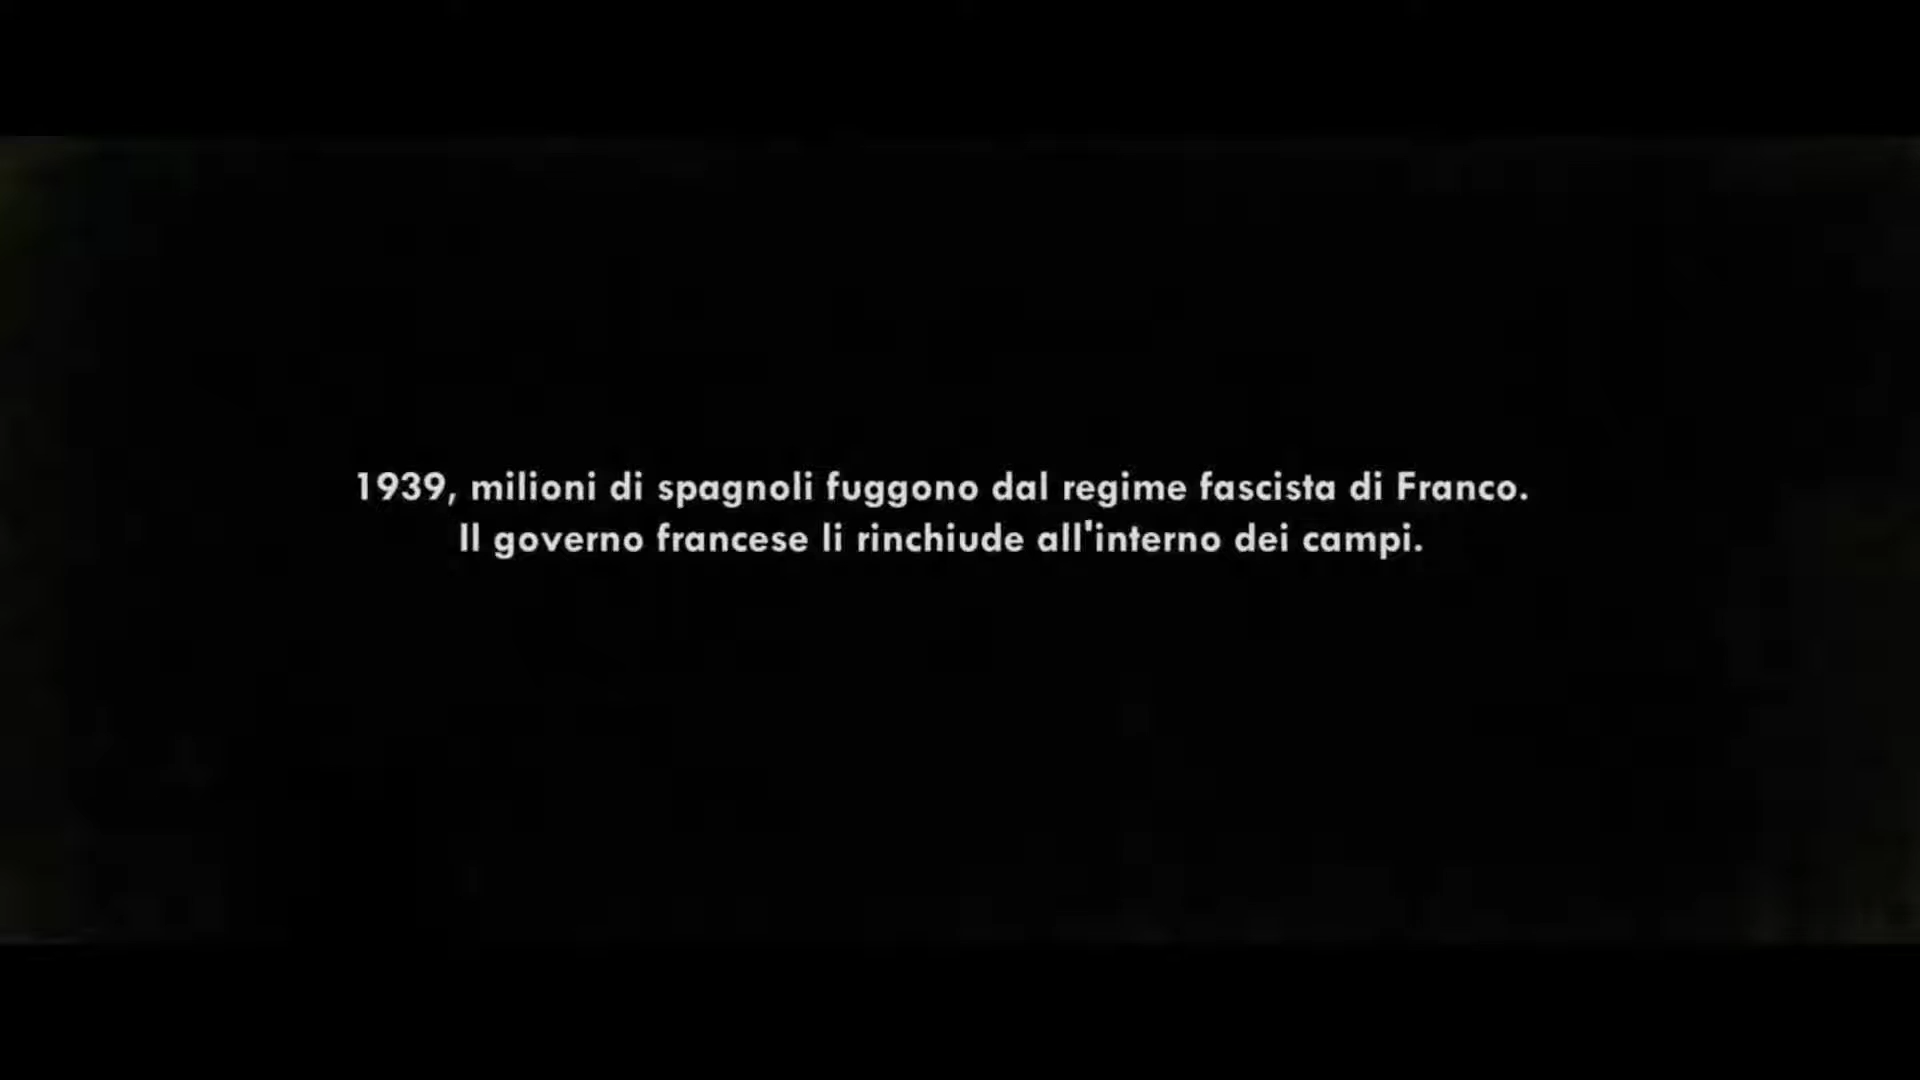 1939, milioni di spagnoli fuggono dal regime fascista di Franco.
Il governo francese li rinchiude all'interno dei campi.